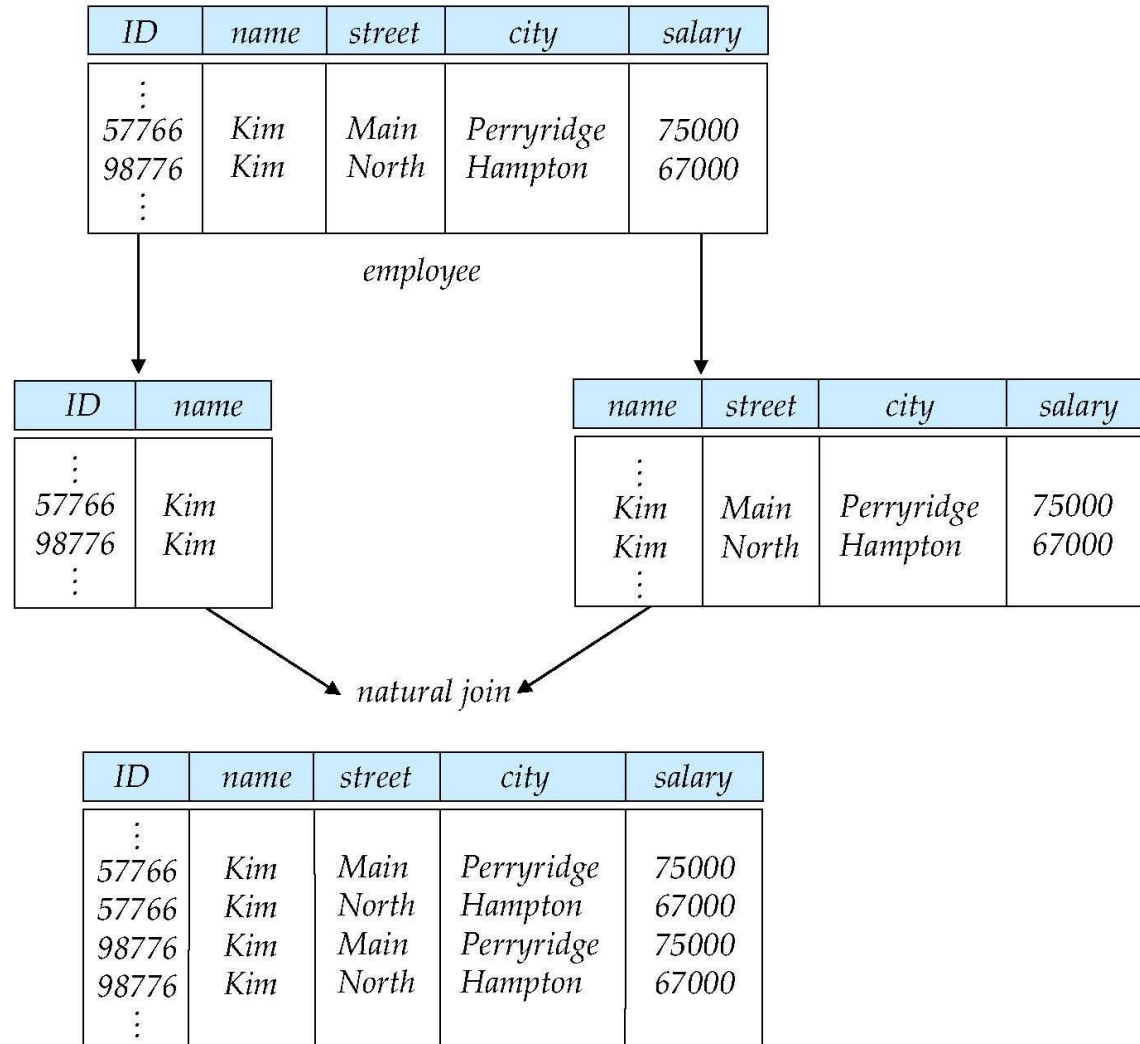 ID name street city salary
⋮
57766 Kim Main Perryridge 75000
98776 Kim North Hampton 67000
⋮
employee
ID name
⋮
57766 Kim
98776 Kim
⋮
name street city salary
⋮
Kim Main Perryridge 75000
Kim North Hampton 67000
⋮
natural join
ID name street city salary
⋮
57766 Kim Main Perryridge 75000
57766 Kim North Hampton 67000
98776 Kim Main Perryridge 75000
98776 Kim North Hampton 67000
⋮